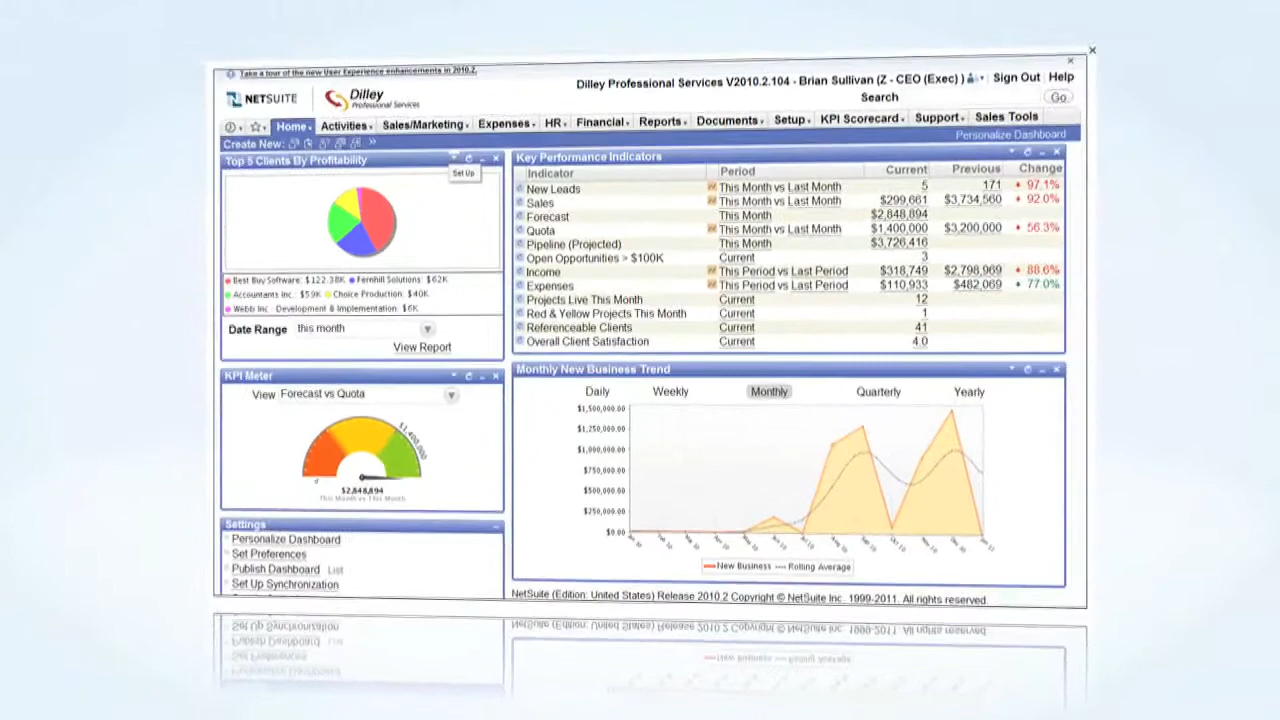 Take a tour of the new User Experience enhancements in 2010.2.
Dilley Professional Services V2010.2.104 - Brian Sullivan (Z - CEO (Exec) ) Sign Out Help
NETSUITE Dilley Professional Services
Search Go
Home Activities Sales/Marketing Expenses HR Financial Reports Documents Setup KPI Scorecard Support Sales Tools
Create New: Personalize Dashboard
Top 5 Clients By Profitability
Set Up
Best Buy Software: $122.38K Fernhill Solutions: $62K
Accountants Inc.: $59K Choice Production: $40K
Webb Inc. Development & Implementation: $6K
Date Range this month
View Report
Key Performance Indicators
Indicator Period Current Previous Change
New Leads This Month vs Last Month 5 171 97.1%
Sales This Month vs Last Month $299,661 $3,734,560 92.0%
Forecast This Month $2,848,894
Quota This Month vs Last Month $1,400,000 $3,200,000 56.3%
Pipeline (Projected) This Month $3,726,416
Open Opportunities > $100K Current 3
Income This Period vs Last Period $318,749 $2,798,969 88.6%
Expenses This Period vs Last Period $110,933 $482,069 77.0%
Projects Live This Month Current 12
Red & Yellow Projects This Month Current 1
Referenceable Clients Current 41
Overall Client Satisfaction Current 4.0
KPI Meter
View Forecast vs Quota
$1,400,000
0
$2,848,894
This Month vs This Month
Monthly New Business Trend
Daily Weekly Monthly Quarterly Yearly
$1,500,000.00
$1,250,000.00
$1,000,000.00
$750,000.00
$500,000.00
$250,000.00
$0.00
New Business Rolling Average
Settings
Personalize Dashboard
Set Preferences
Publish Dashboard List
Set Up Synchronization
NetSuite (Edition: United States) Release 2010.2 Copyright © NetSuite Inc. 1999-2011. All rights reserved.